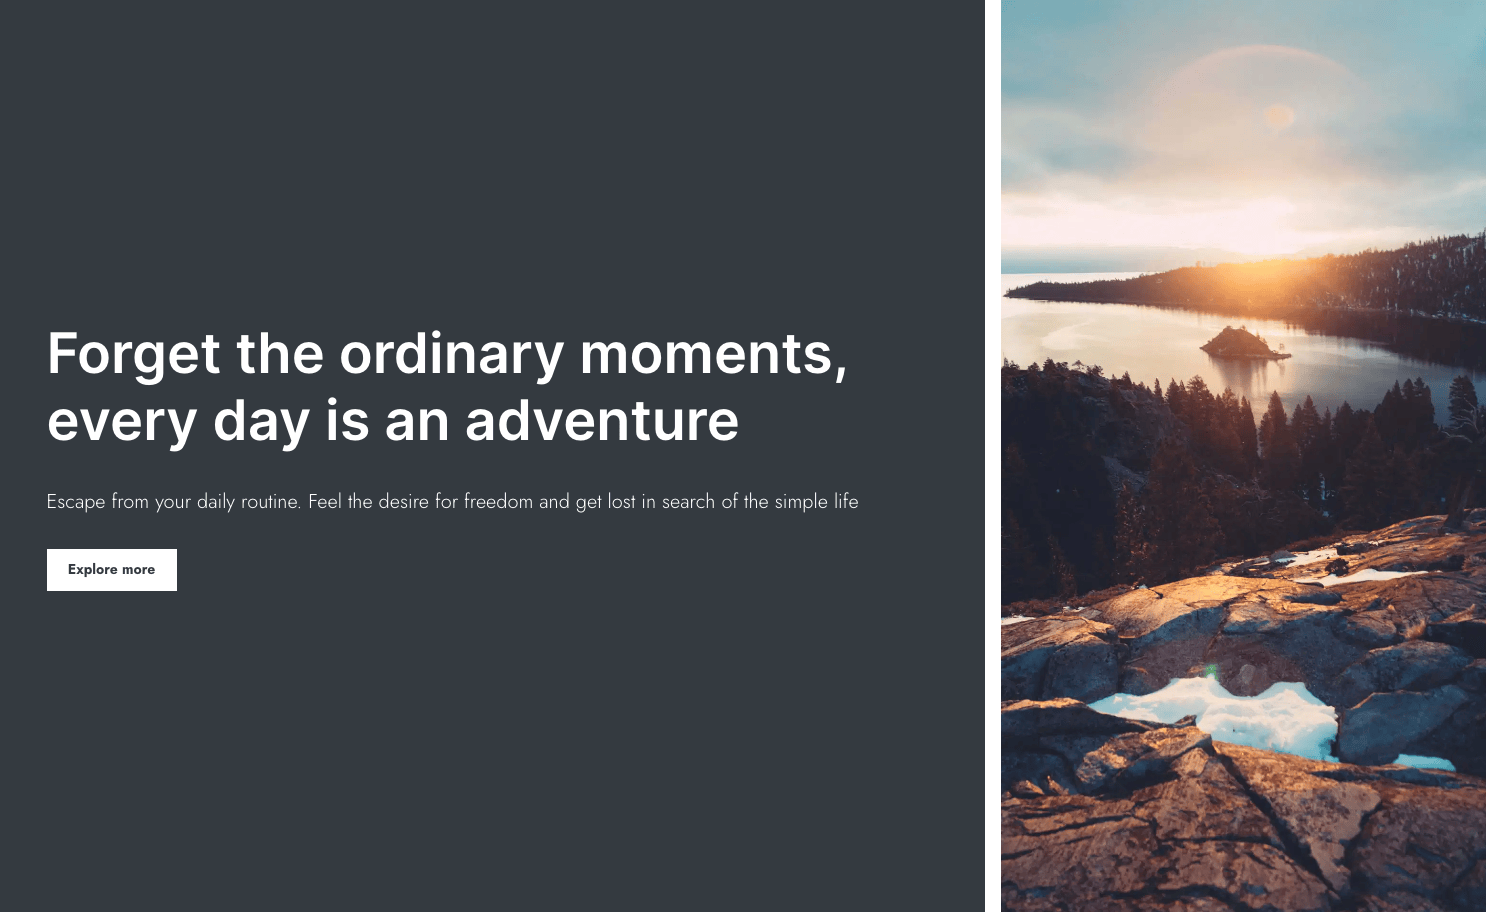 Forget the ordinary moments,
every day is an adventure
Escape from your daily routine. Feel the desire for freedom and get lost in search of the simple life
Explore more